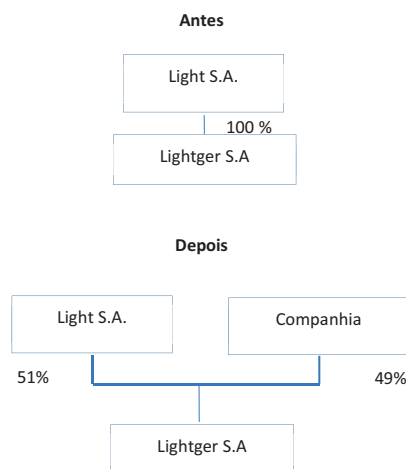 Antes
Light S.A.
100 %
Lightger S.A
Depois
Light S.A.
Companhia
51%
49%
Lightger S.A